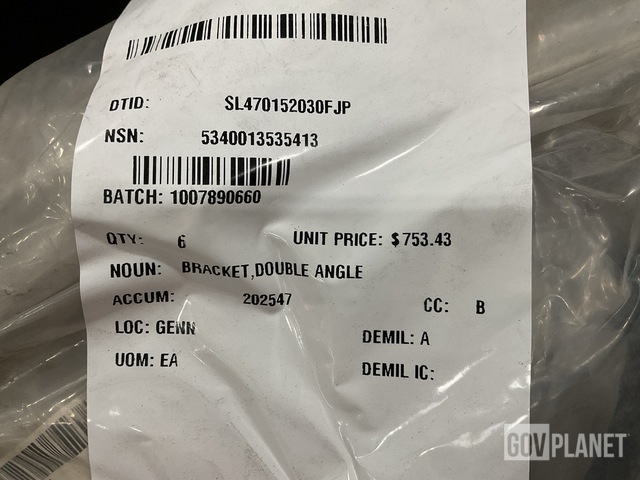 DTID: SL470152030FJP
NSN: 5340013535413
BATCH: 1007890660
QTY: 6 UNIT PRICE: $753.43
NOUN: BRACKET,DOUBLE ANGLE
ACCUM: 202547 CC: B
LOC: GENN DEMIL: A
UOM: EA DEMIL IC:
GOVPLANET